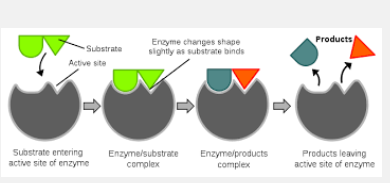 Substrate
Active site
Enzyme changes shape
slightly as substrate binds
Products
Substrate entering
active site of enzyme
Enzyme/substrate
complex
Enzyme/products
complex
Products leaving
active site of enzyme